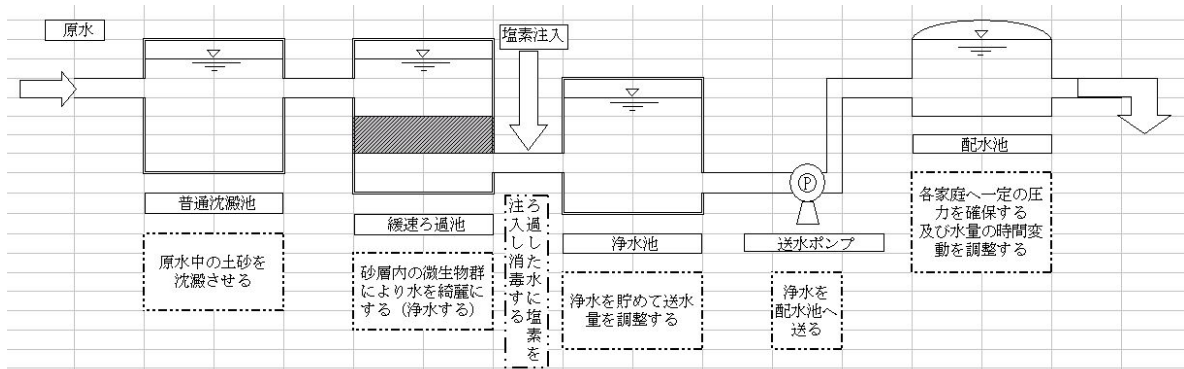 原水
普通沈澱池
原水中の土砂を
沈澱させる
緩速ろ過池
砂層内の微生物群
により水を綺麗に
する（浄水する）
塩素注入
ろ過した水に塩素を
注入し消毒する
浄水池
浄水を貯めて送水
量を調整する
P
送水ポンプ
浄水を
配水池へ
送る
配水池
各家庭へ一定の圧
力を確保する
及び水量の時間変
動を調整する